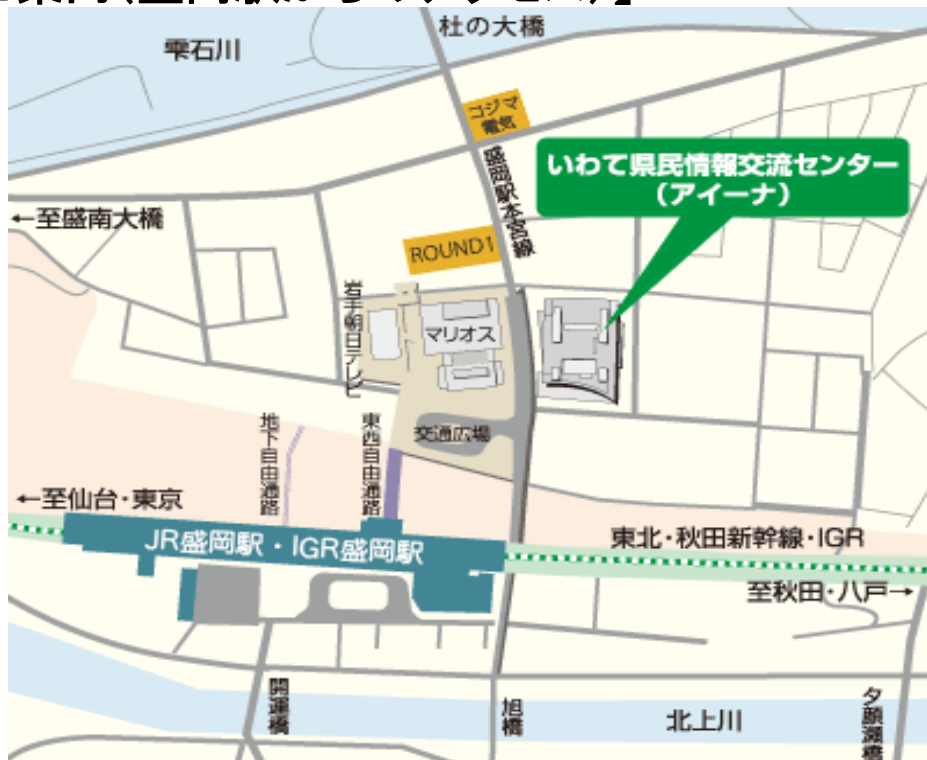 杜の大橋
雫石川
コジマ
電気
いわて県民情報交流センター
(アイーナ)
盛岡駅本宮線
←至盛南大橋
ROUND1
岩手朝日テレビ
マリオス
地下自由通路
東西自由通路
交通広場
←至仙台・東京
JR盛岡駅・IGR盛岡駅
東北・秋田新幹線・IGR
至秋田・八戸→
開運橋
旭橋
北上川
夕顔瀬橋